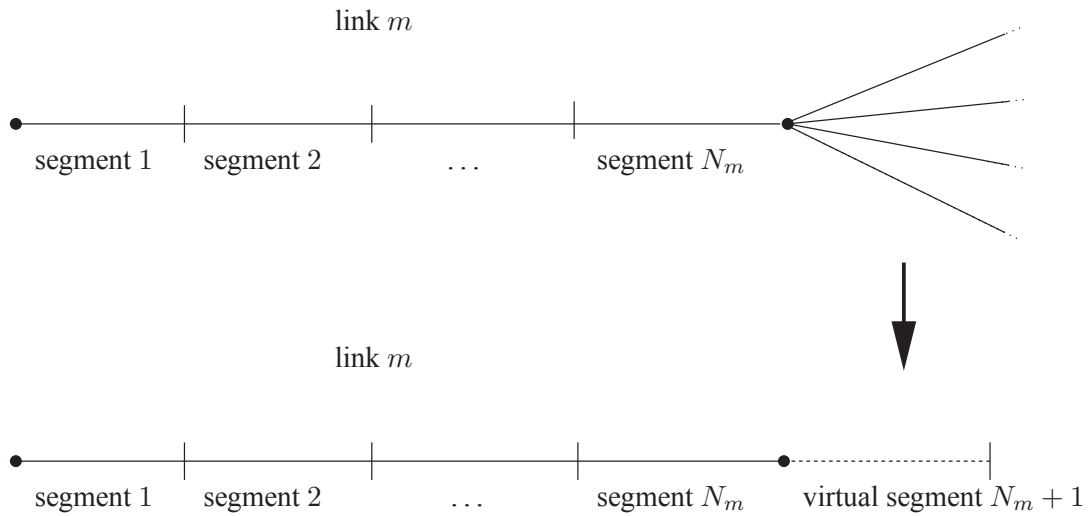 link m
segment 1 segment 2 ... segment N_m
link m
segment 1 segment 2 ... segment N_m virtual segment N_m + 1